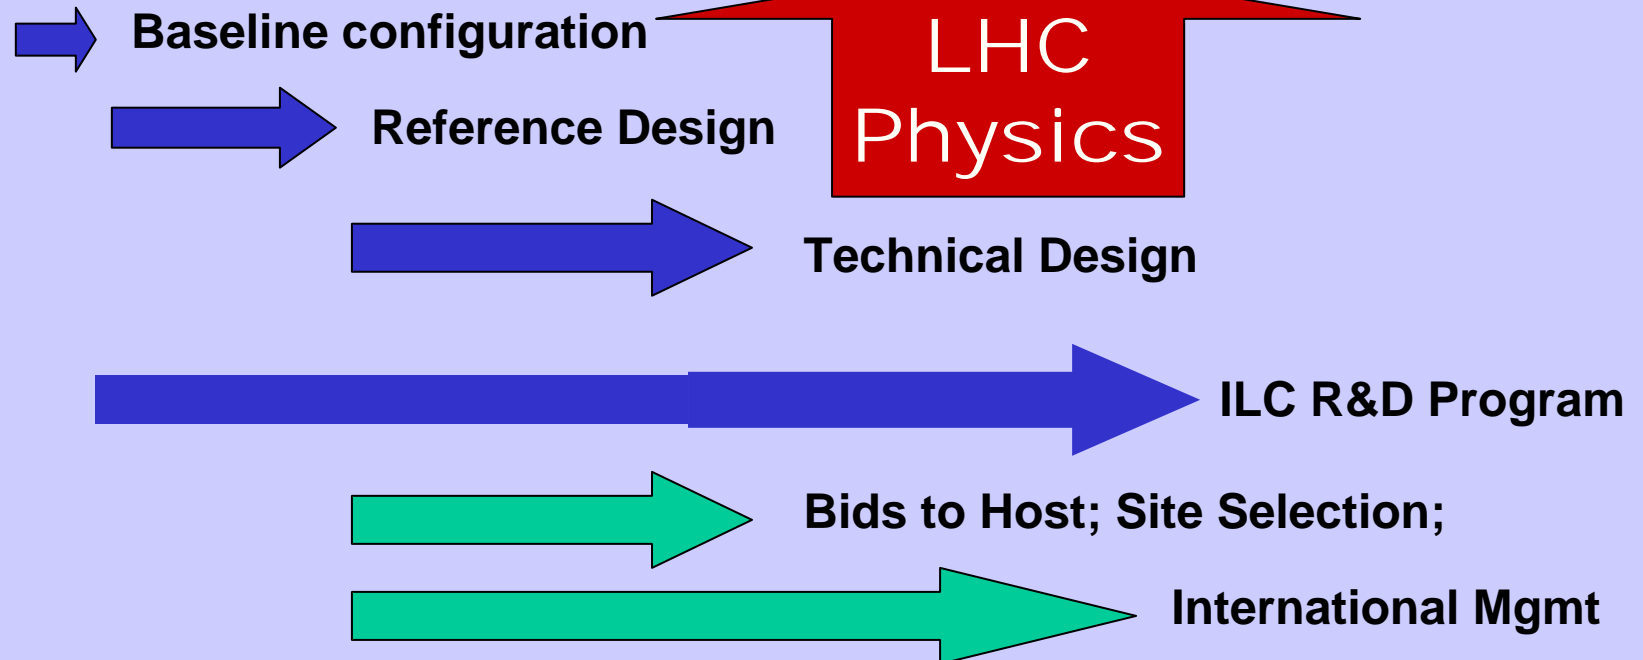 Baseline configuration
LHC
Physics
Reference Design
Technical Design
ILC R&D Program
Bids to Host; Site Selection;
International Mgmt